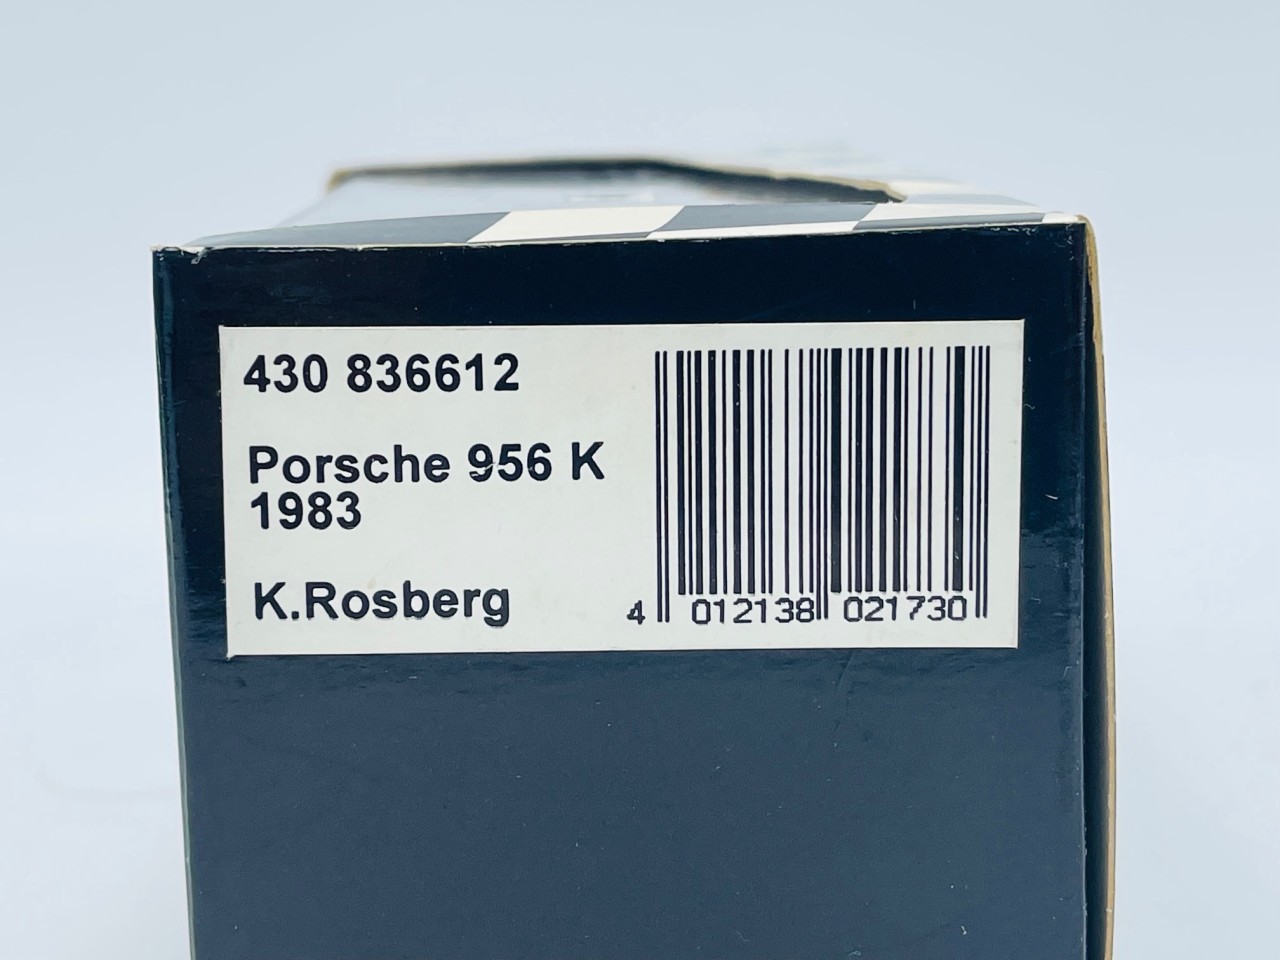 430 836612
Porsche 956 K
1983
K.Rosberg
4 012138 021730